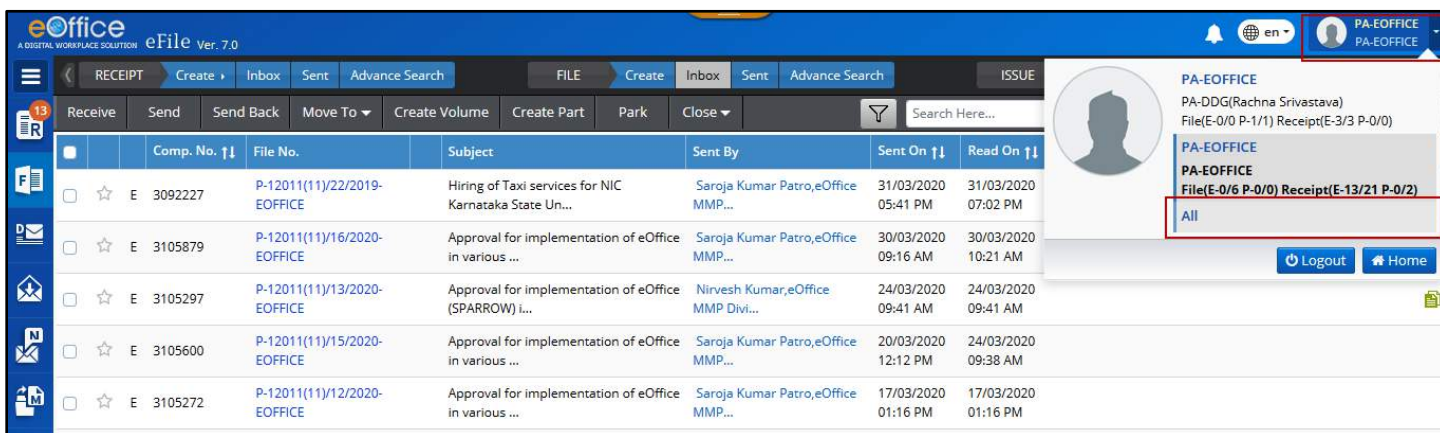 eOffice
A DIGITAL WORKPLACE SOLUTION eFile Ver. 7.0
en
PA-EOFFICE
PA-EOFFICE
RECEIPT Create Inbox Sent Advance Search FILE Create Inbox Sent Advance Search ISSUE
13
R
Receive Send Send Back Move To Create Volume Create Part Park Close Search Here...
Comp. No. File No. Subject Sent By Sent On Read On
F
E 3092227 P-12011(11)/22/2019-EOFFICE Hiring of Taxi services for NIC Karnataka State Un... Saroja Kumar Patro,eOffice MMP... 31/03/2020 05:41 PM 31/03/2020 07:02 PM
D
E 3105879 P-12011(11)/16/2020-EOFFICE Approval for implementation of eOffice in various ... Saroja Kumar Patro,eOffice MMP... 30/03/2020 09:16 AM 30/03/2020 10:21 AM
E 3105297 P-12011(11)/13/2020-EOFFICE Approval for implementation of eOffice (SPARROW) i... Nirvesh Kumar,eOffice MMP Divi... 24/03/2020 09:41 AM 24/03/2020 09:41 AM
N
E 3105600 P-12011(11)/15/2020-EOFFICE Approval for implementation of eOffice in various ... Saroja Kumar Patro,eOffice MMP... 20/03/2020 12:12 PM 24/03/2020 09:38 AM
M
E 3105272 P-12011(11)/12/2020-EOFFICE Approval for implementation of eOffice in various ... Saroja Kumar Patro,eOffice MMP... 17/03/2020 01:16 PM 17/03/2020 01:16 PM
PA-EOFFICE
PA-DDG(Rachna Srivastava)
File(E-0/0 P-1/1) Receipt(E-3/3 P-0/0)
PA-EOFFICE
PA-EOFFICE
File(E-0/6 P-0/0) Receipt(E-13/21 P-0/2)
All
Logout Home